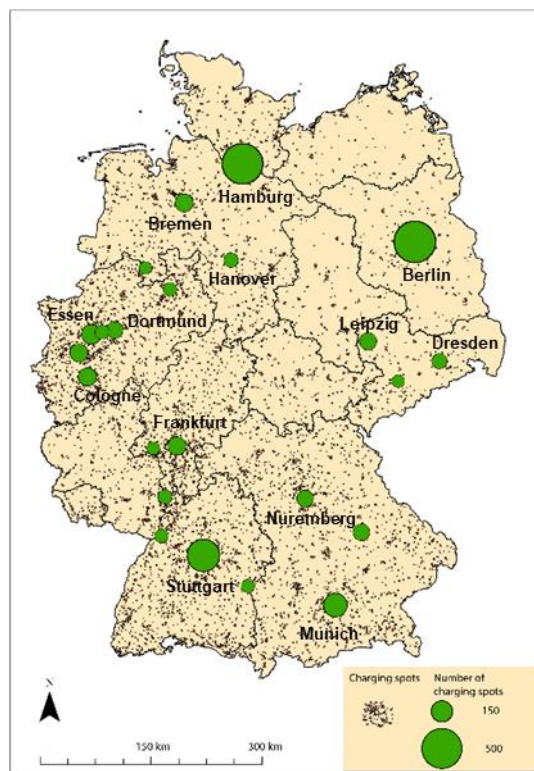 Hamburg
Bremen
Hanover
Berlin
Essen
Dortmund
Leipzig
Dresden
Cologne
Frankfurt
Nuremberg
Stuttgart
Munich
Charging spots
Number of
charging spots
150
500
N
150 km
300 km